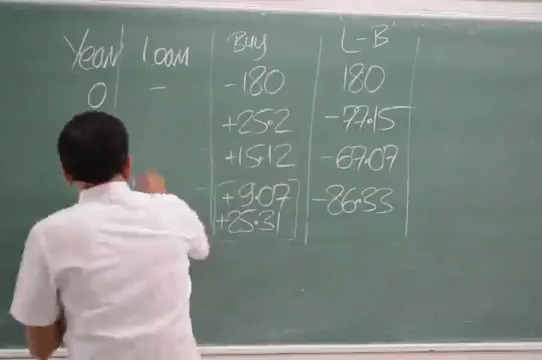 Year Loan Buy L-B
0 - -180 180
+25.2 -77.15
+15.12 -67.07
+9.07 -86.33
+25.31